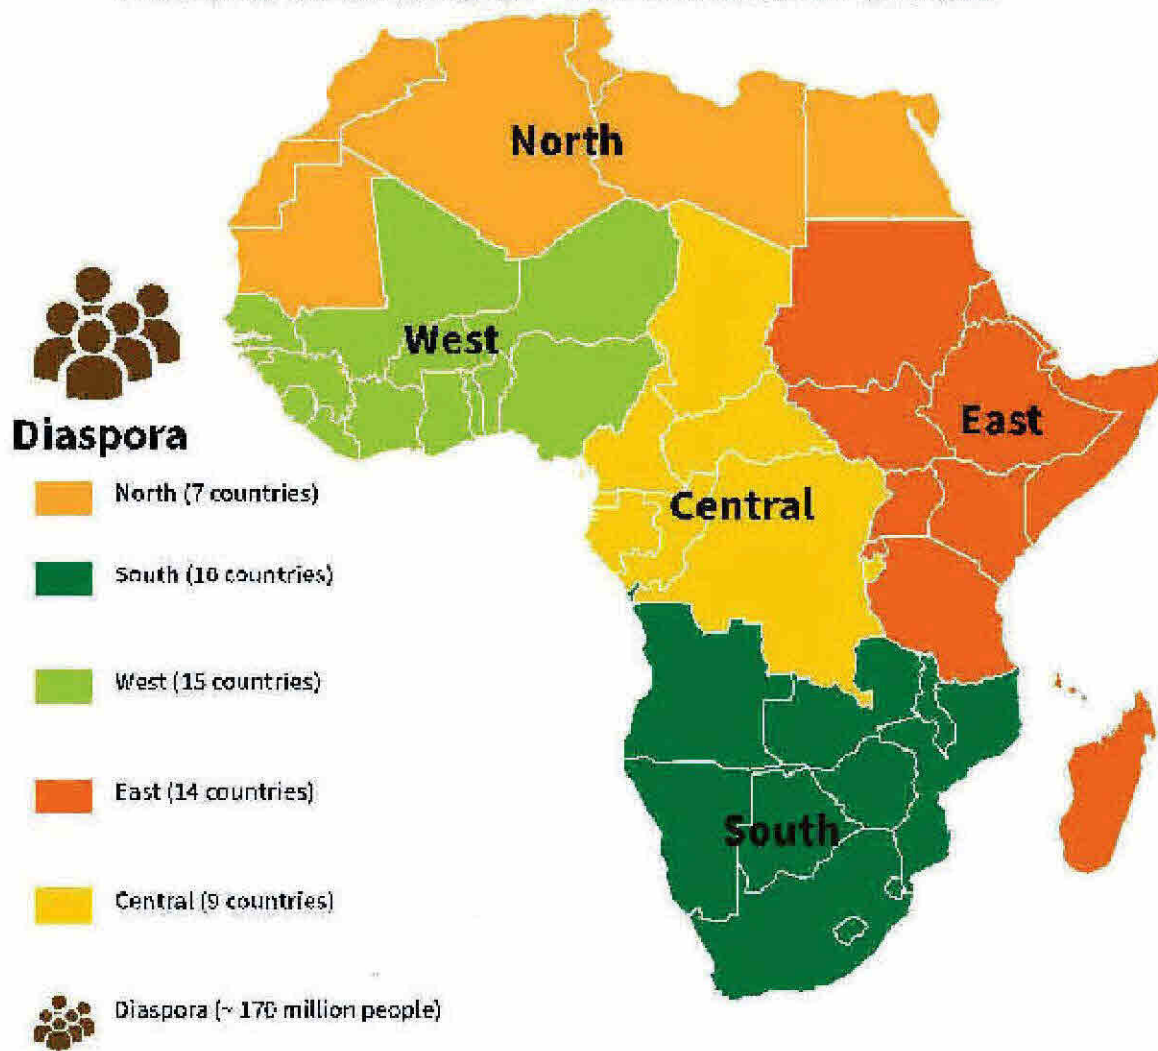 North
West
East
Diaspora
Central
South
North (7 countries)
South (10 countries)
West (15 countries)
East (14 countries)
Central (9 countries)
Diaspora (~ 170 million people)